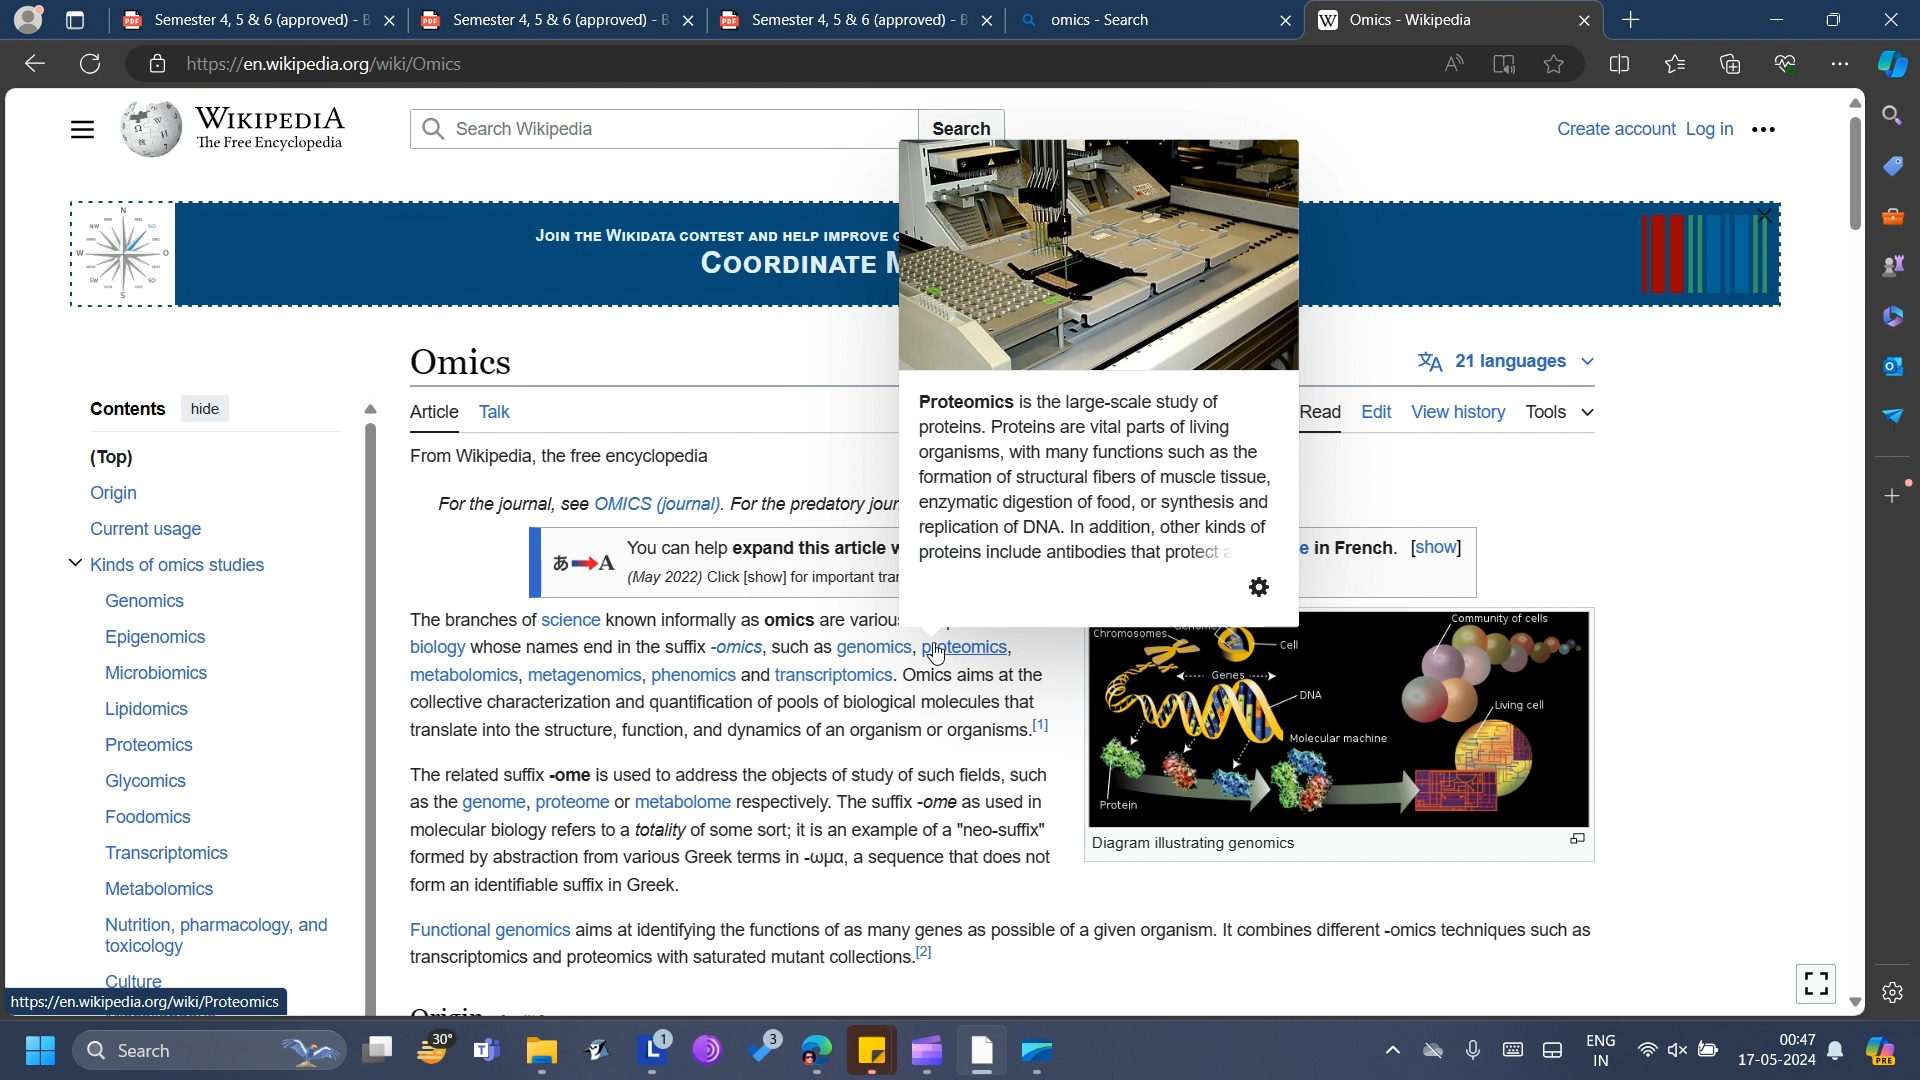 Semester 4, 5 & 6 (approved) - B
Semester 4, 5 & 6 (approved) - B
Semester 4, 5 & 6 (approved) - B
omics - Search
Omics - Wikipedia
https://en.wikipedia.org/wiki/Omics
WIKIPEDIA
The Free Encyclopedia
Search Wikipedia
Search
Create account Log in
JOIN THE WIKIDATA CONTEST AND HELP IMPROVE
COORDINATE
Omics
21 languages
Contents hide
Article Talk
Read Edit View history Tools
From Wikipedia, the free encyclopedia
For the journal, see OMICS (journal). For the predatory
You can help expand this article
in French. [show]
(May 2022) Click [show] for important
Proteomics is the large-scale study of
proteins. Proteins are vital parts of living
organisms, with many functions such as the
formation of structural fibers of muscle tissue,
enzymatic digestion of food, or synthesis and
replication of DNA. In addition, other kinds of
proteins include antibodies that protect a
(Top)
Origin
Current usage
Kinds of omics studies
Genomics
Epigenomics
Microbiomics
Lipidomics
Proteomics
Glycomics
Foodomics
Transcriptomics
Metabolomics
Nutrition, pharmacology, and
toxicology
Culture
The branches of science known informally as omics are
biology whose names end in the suffix -omics, such as genomics, proteomics,
metabolomics, metagenomics, phenomics and transcriptomics. Omics aims at the
collective characterization and quantification of pools of biological molecules that
translate into the structure, function, and dynamics of an organism or organisms.[1]
The related suffix -ome is used to address the objects of study of such fields, such
as the genome, proteome or metabolome respectively. The suffix -ome as used in
molecular biology refers to a totality of some sort; it is an example of a "neo-suffix"
formed by abstraction from various Greek terms in -ωμα, a sequence that does not
form an identifiable suffix in Greek.
Functional genomics aims at identifying the functions of as many genes as possible of a given organism. It combines different -omics techniques such as
transcriptomics and proteomics with saturated mutant collections.[2]
Origin
Chromosomes
Cell
Genes
DNA
Community of cells
Living cell
Molecular machine
Protein
Diagram illustrating genomics
https://en.wikipedia.org/wiki/Proteomics
Search
30°
1
3
ENG
IN
00:47
17-05-2024